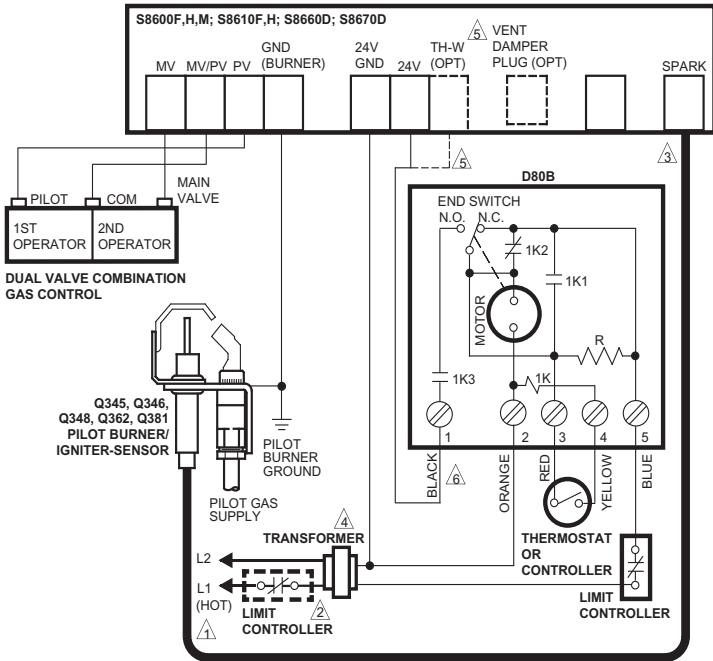 S8600F,H,M; S8610F,H; S8660D; S8670D
MV
MV/PV
PV
GND
(BURNER)
24V
GND
24V
TH-W
(OPT)
5
VENT
DAMPER
PLUG (OPT)
SPARK
5
3
PILOT
COM
MAIN
VALVE
1ST
OPERATOR
2ND
OPERATOR
DUAL VALVE COMBINATION
GAS CONTROL
D80B
END SWITCH
N.O.
N.C.
1K2
1K1
MOTOR
R
1K3
1K
1
2
3
4
5
BLACK
6
ORANGE
RED
YELLOW
BLUE
Q345, Q346,
Q348, Q362, Q381
PILOT BURNER/
IGNITER-SENSOR
PILOT
BURNER
GROUND
PILOT GAS
SUPPLY
4
TRANSFORMER
THERMOSTAT
OR
CONTROLLER
L2
L1
(HOT)
1
LIMIT
CONTROLLER
2
LIMIT
CONTROLLER